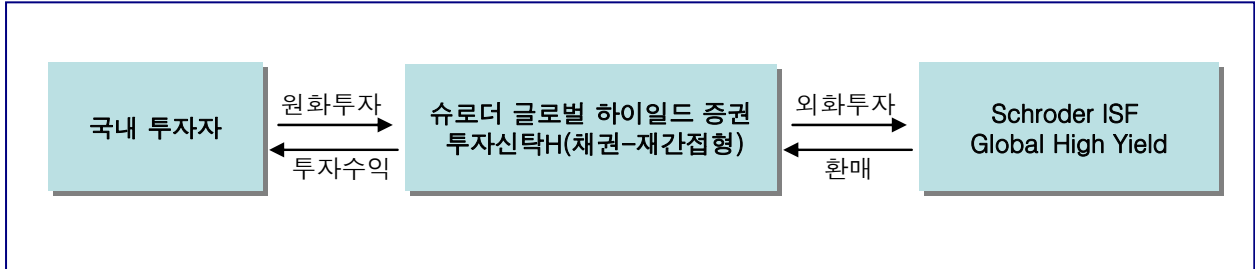 국내 투자자
원화투자
투자수익
슈로더 글로벌 하이일드 증권
투자신탁H(채권-재간접형)
외화투자
환매
Schroder ISF
Global High Yield